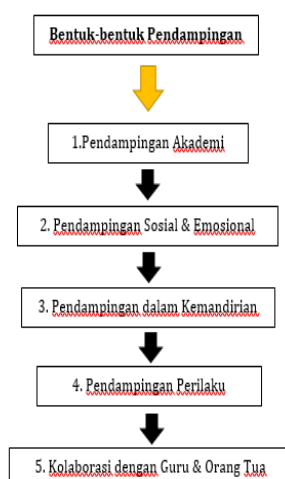 Bentuk-bentuk Pendampingan
1.Pendampingan Akademi
2. Pendampingan Sosial & Emosional
3. Pendampingan dalam Kemandirian
4. Pendampingan Perilaku
5. Kolaborasi dengan Guru & Orang Tua